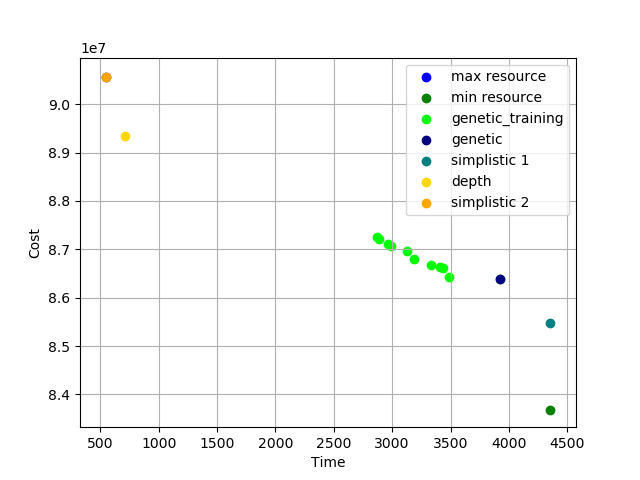 1e7
9.0
8.9
8.8
8.7
8.6
8.5
8.4
Cost
500 1000 1500 2000 2500 3000 3500 4000 4500
Time
max resource
min resource
genetic_training
genetic
simplistic 1
depth
simplistic 2